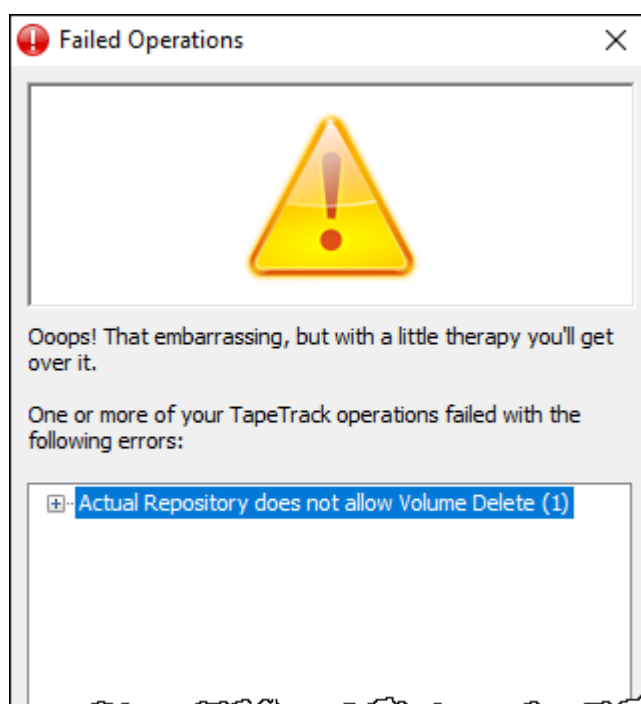 Failed Operations
Ooops! That embarrassing, but with a little therapy you'll get
over it.
One or more of your TapeTrack operations failed with the
following errors:
Actual Repository does not allow Volume Delete (1)